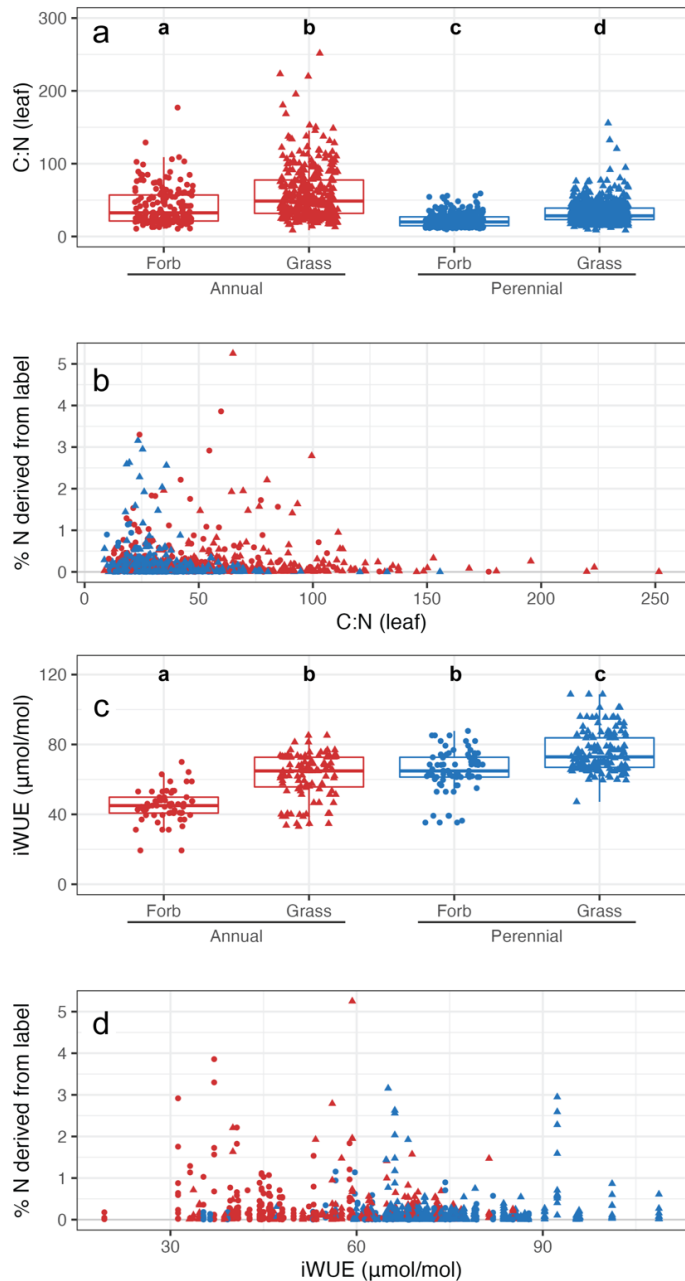 a
a b c d
C:N (leaf)
300
200
100
0
Forb Grass Forb Grass
Annual Perennial
b
% N derived from label
5
4
3
2
1
0
0 50 100 150 200 250
C:N (leaf)
c
a b b c
iWUE (μmol/mol)
120
80
40
0
Forb Grass Forb Grass
Annual Perennial
d
% N derived from label
5
4
3
2
1
0
30 60 90
iWUE (μmol/mol)